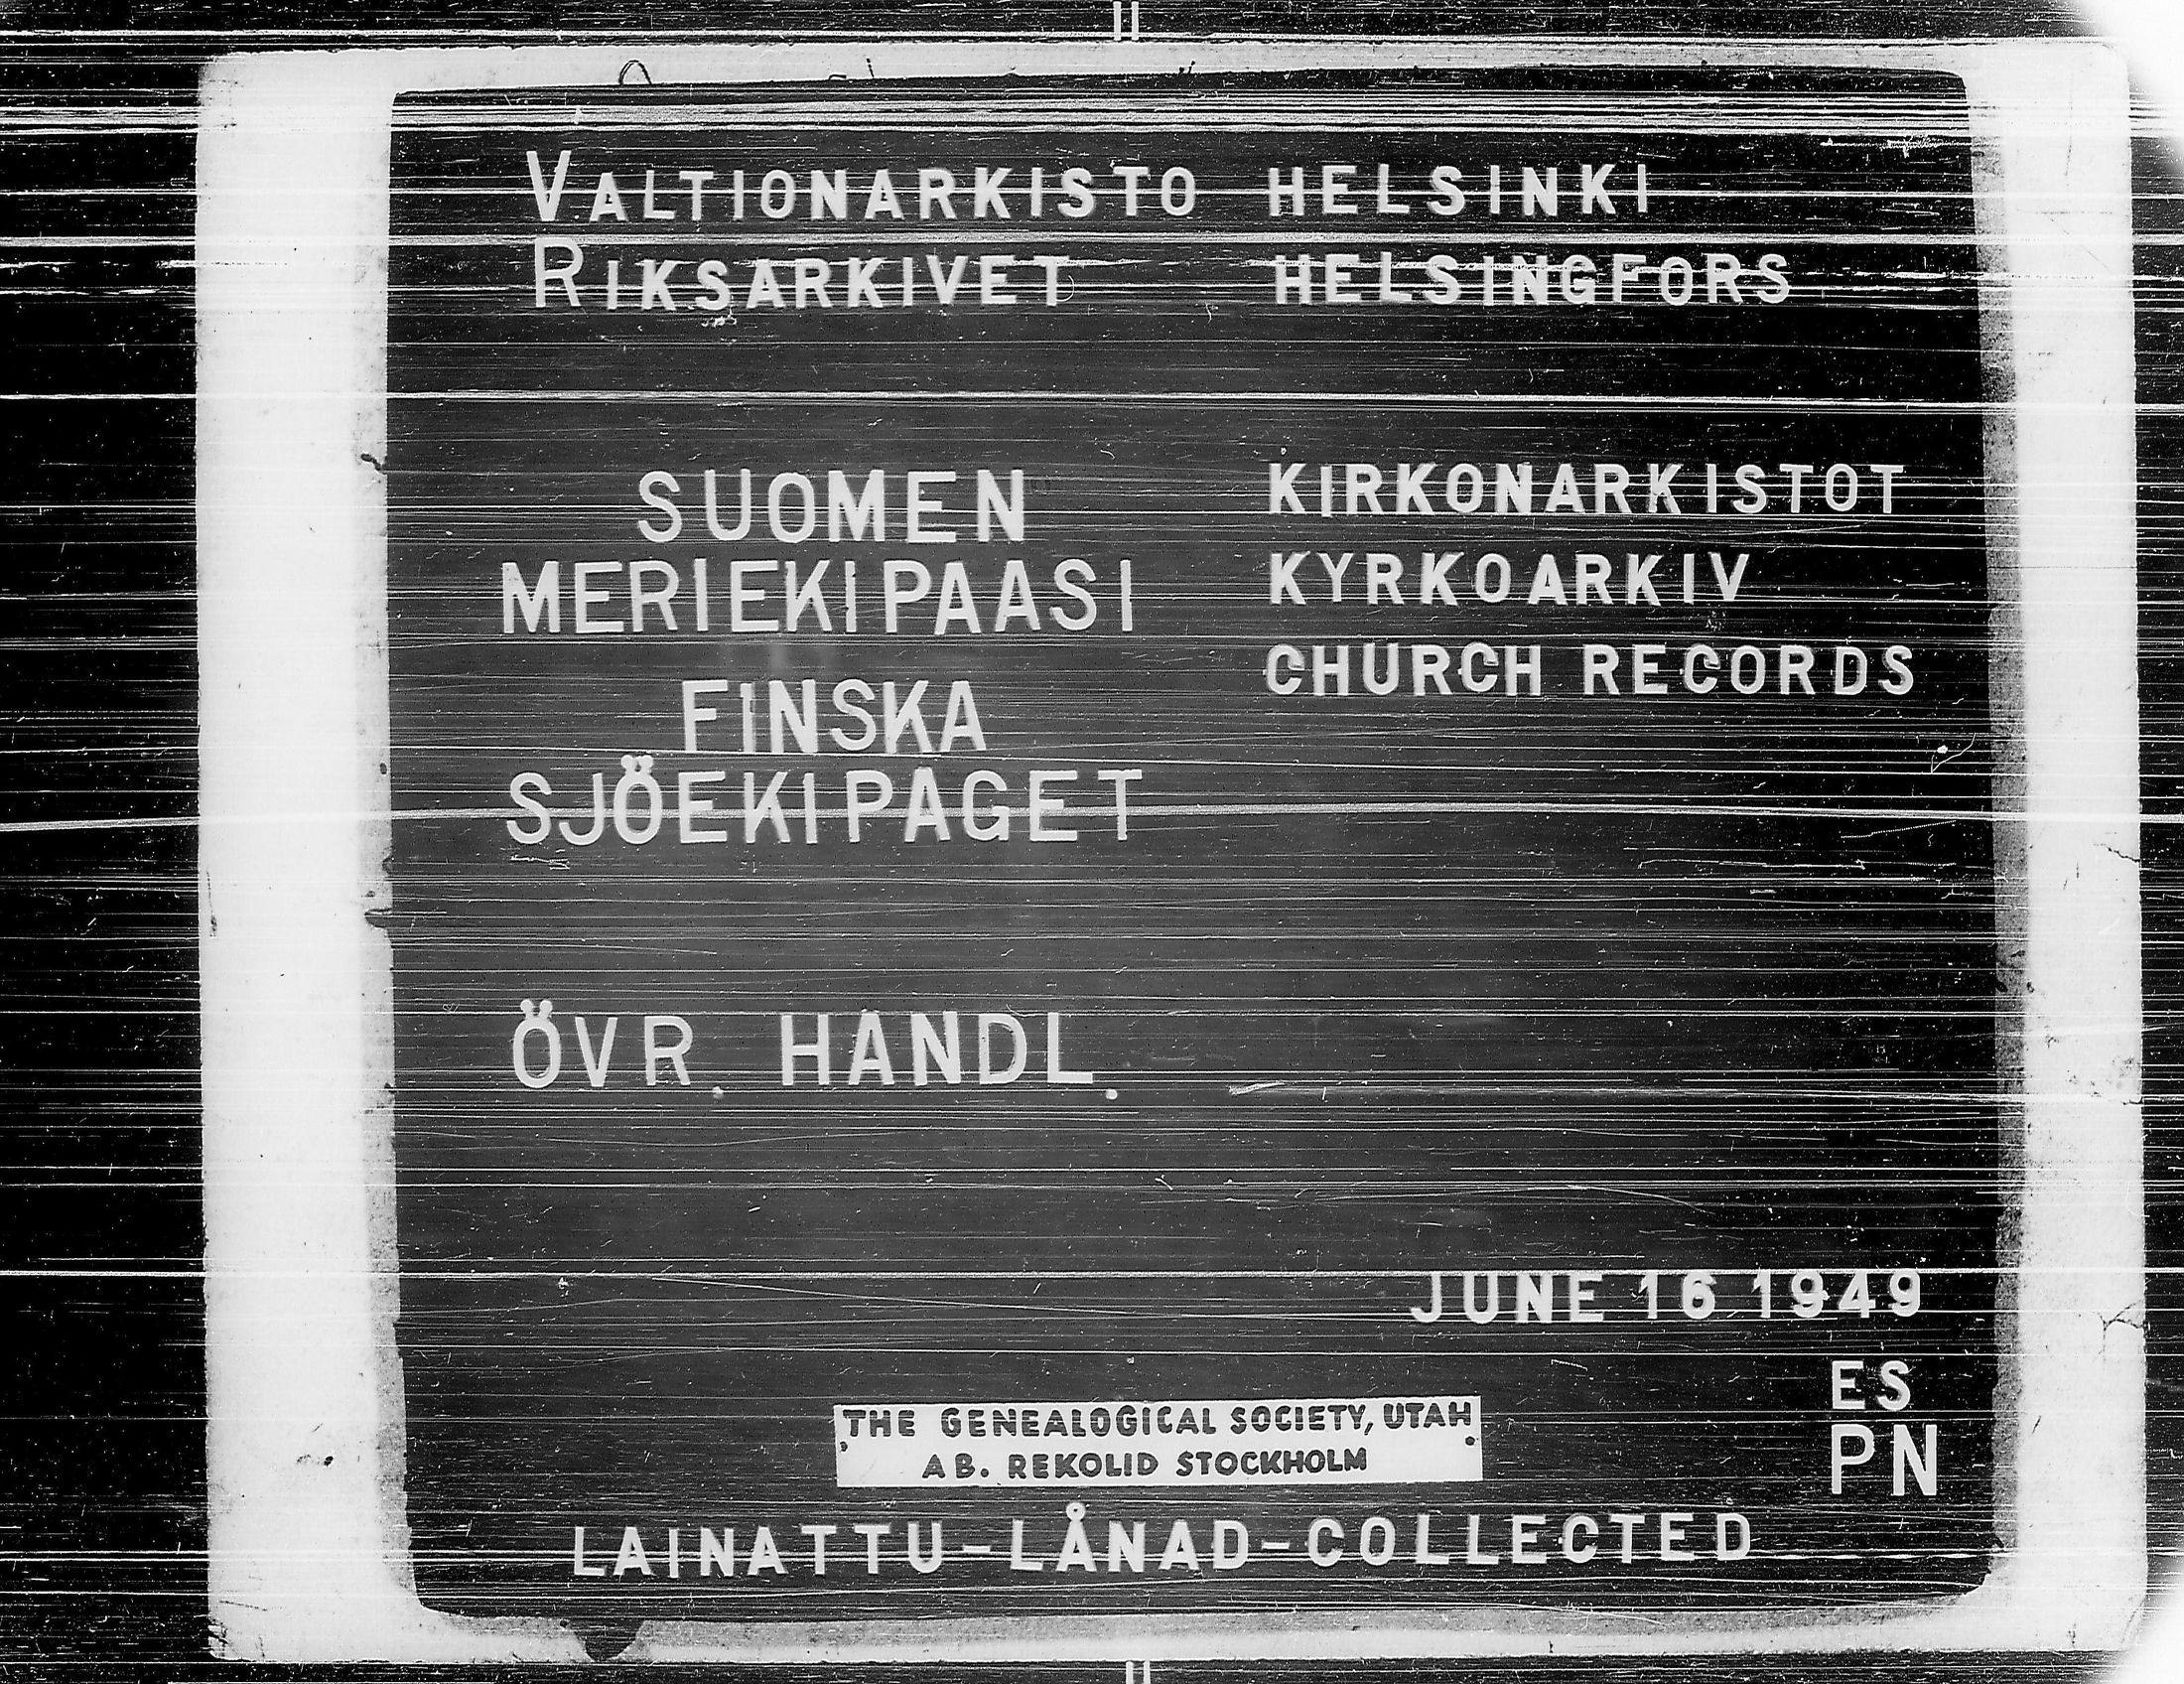 VALTIONARKISTO HELSINKI
RIKSARKIVET HELSINGFORS
SUOMEN
MERIEKIPAASI
FINSKA
SJÖEKIPAGET
KIRKONARKISTOT
KYRKOARKIV
CHURCH RECORDS
ÖVR. HANDL.
JUNE 16 1949
ES
PN
THE GENEALOGICAL SOCIETY, UTAH
AB. REKOLID STOCKHOLM
LAINATTU-LÅNAD-COLLECTED